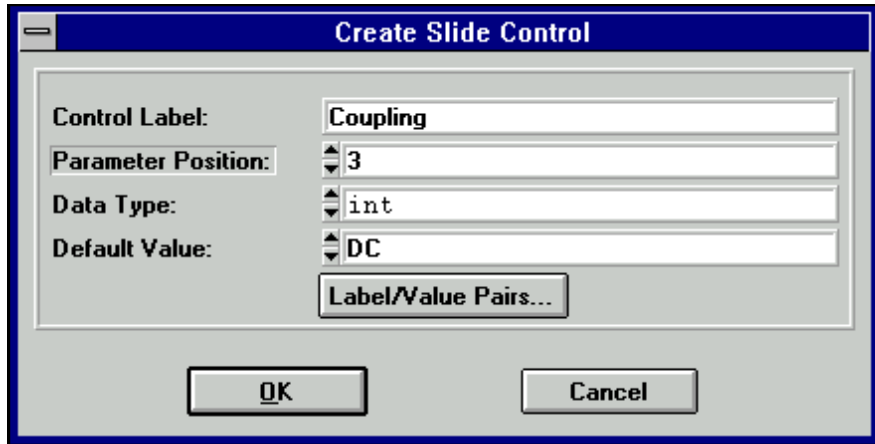 Create Slide Control
Control Label: Coupling
Parameter Position: 3
Data Type: int
Default Value: DC
Label/Value Pairs...
OK Cancel